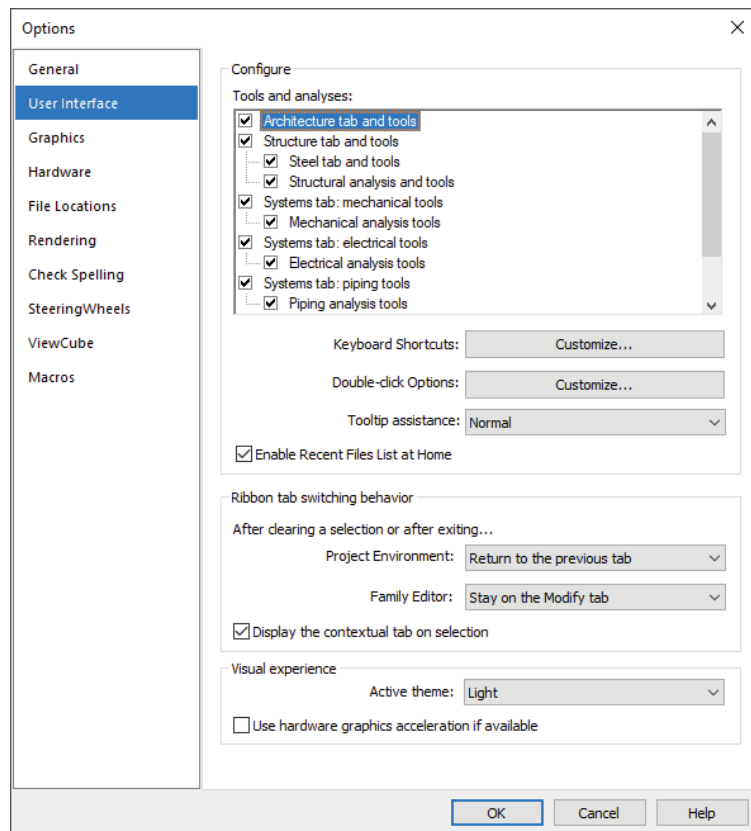 Options
General
User Interface
Graphics
Hardware
File Locations
Rendering
Check Spelling
SteeringWheels
ViewCube
Macros
Configure
Tools and analyses:
Architecture tab and tools
Structure tab and tools
Steel tab and tools
Structural analysis and tools
Systems tab: mechanical tools
Mechanical analysis tools
Systems tab: electrical tools
Electrical analysis tools
Systems tab: piping tools
Piping analysis tools
Keyboard Shortcuts: Customize...
Double-click Options: Customize...
Tooltip assistance: Normal
Enable Recent Files List at Home
Ribbon tab switching behavior
After clearing a selection or after exiting...
Project Environment: Return to the previous tab
Family Editor: Stay on the Modify tab
Display the contextual tab on selection
Visual experience
Active theme: Light
Use hardware graphics acceleration if available
OK Cancel Help